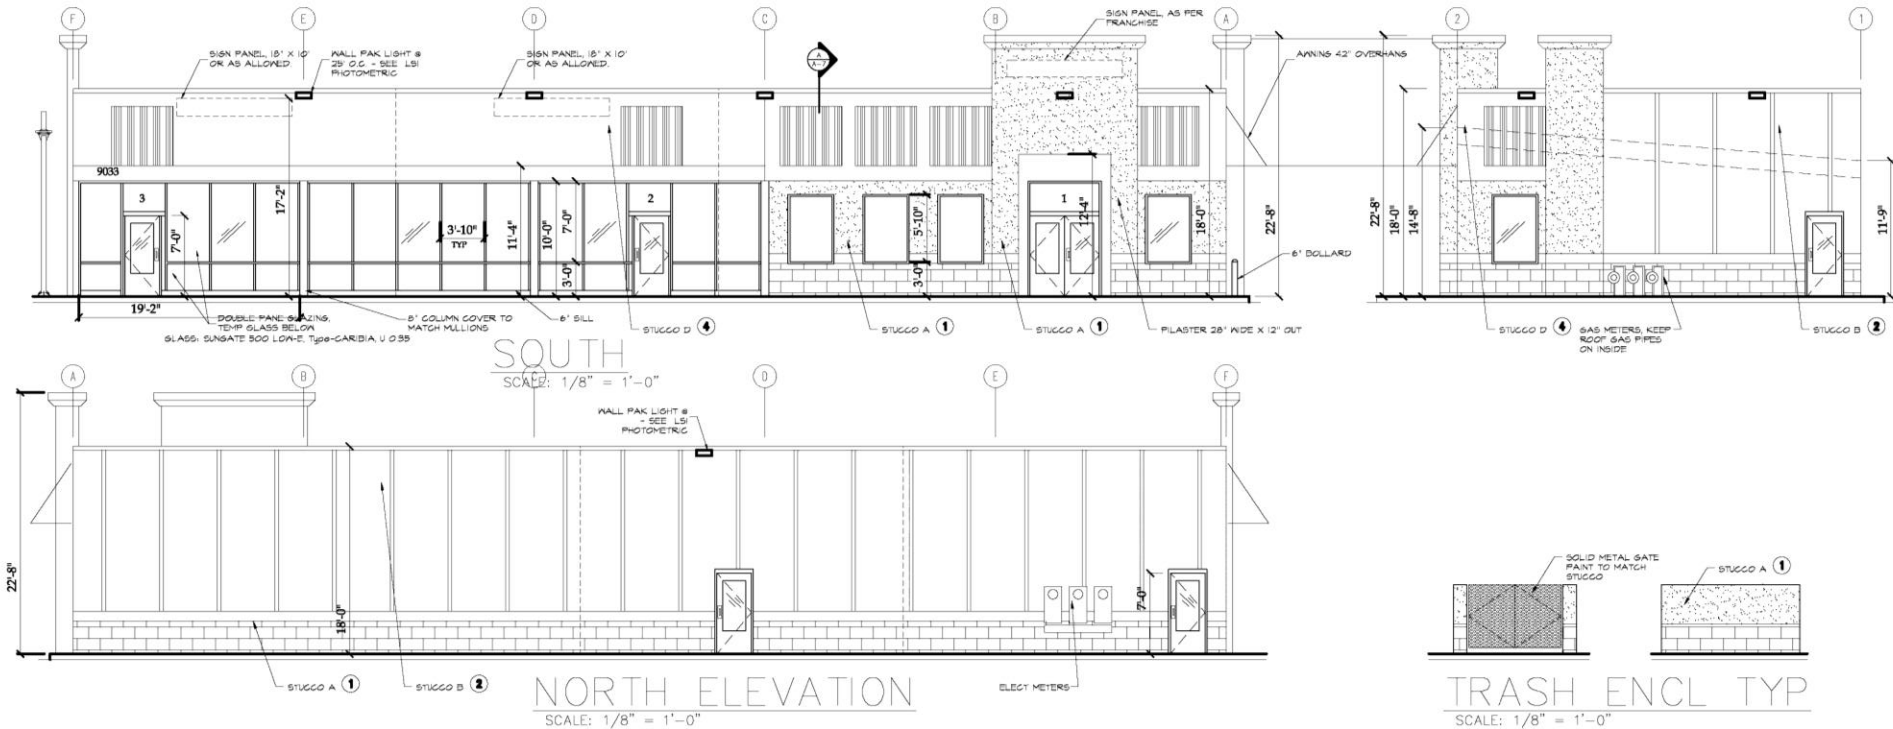 F
E
D
C
B
A
2
1
SIGN PANEL, 18" X 10'
OR AS ALLOWED.
WALL PAK LIGHT @
25' O.C. - SEE LSI
PHOTOMETRIC
SIGN PANEL, 18" X 10'
OR AS ALLOWED.
A
A-7
SIGN PANEL, AS PER
FRANCHISE
AWNING 42" OVERHANG
9033
3
2
1
17'-2"
7'-0"
3'-10"
TYP
11'-4"
10'-0"
7'-0"
3'-0"
5'-10"
3'-0"
12'-4"
18'-0"
22'-8"
6" BOLLARD
22'-8"
18'-0"
14'-8"
2
11'-9"
19'-2"
DOUBLE PANE GLAZING,
TEMP GLASS BELOW
GLASS: SUNGATE 500 LOW-E, Type-CARIBIA, U 0.35
8" COLUMN COVER TO
MATCH MULLIONS
6" SILL
STUCCO D 4
STUCCO A 1
STUCCO A 1
PILASTER 28" WIDE X 12" OUT
STUCCO D 4
GAS METERS, KEEP
ROOF GAS PIPES
ON INSIDE
STUCCO B 2
SOUTH
SCALE: 1/8" = 1'-0"
A
B
C
D
E
F
WALL PAK LIGHT @
- SEE LSI
PHOTOMETRIC
22'-8"
18'-0"
7'-0"
STUCCO A 1
STUCCO B 2
ELECT METERS
NORTH ELEVATION
SCALE: 1/8" = 1'-0"
SOLID METAL GATE
PAINT TO MATCH
STUCCO
STUCCO A 1
TRASH ENCL TYP
SCALE: 1/8" = 1'-0"